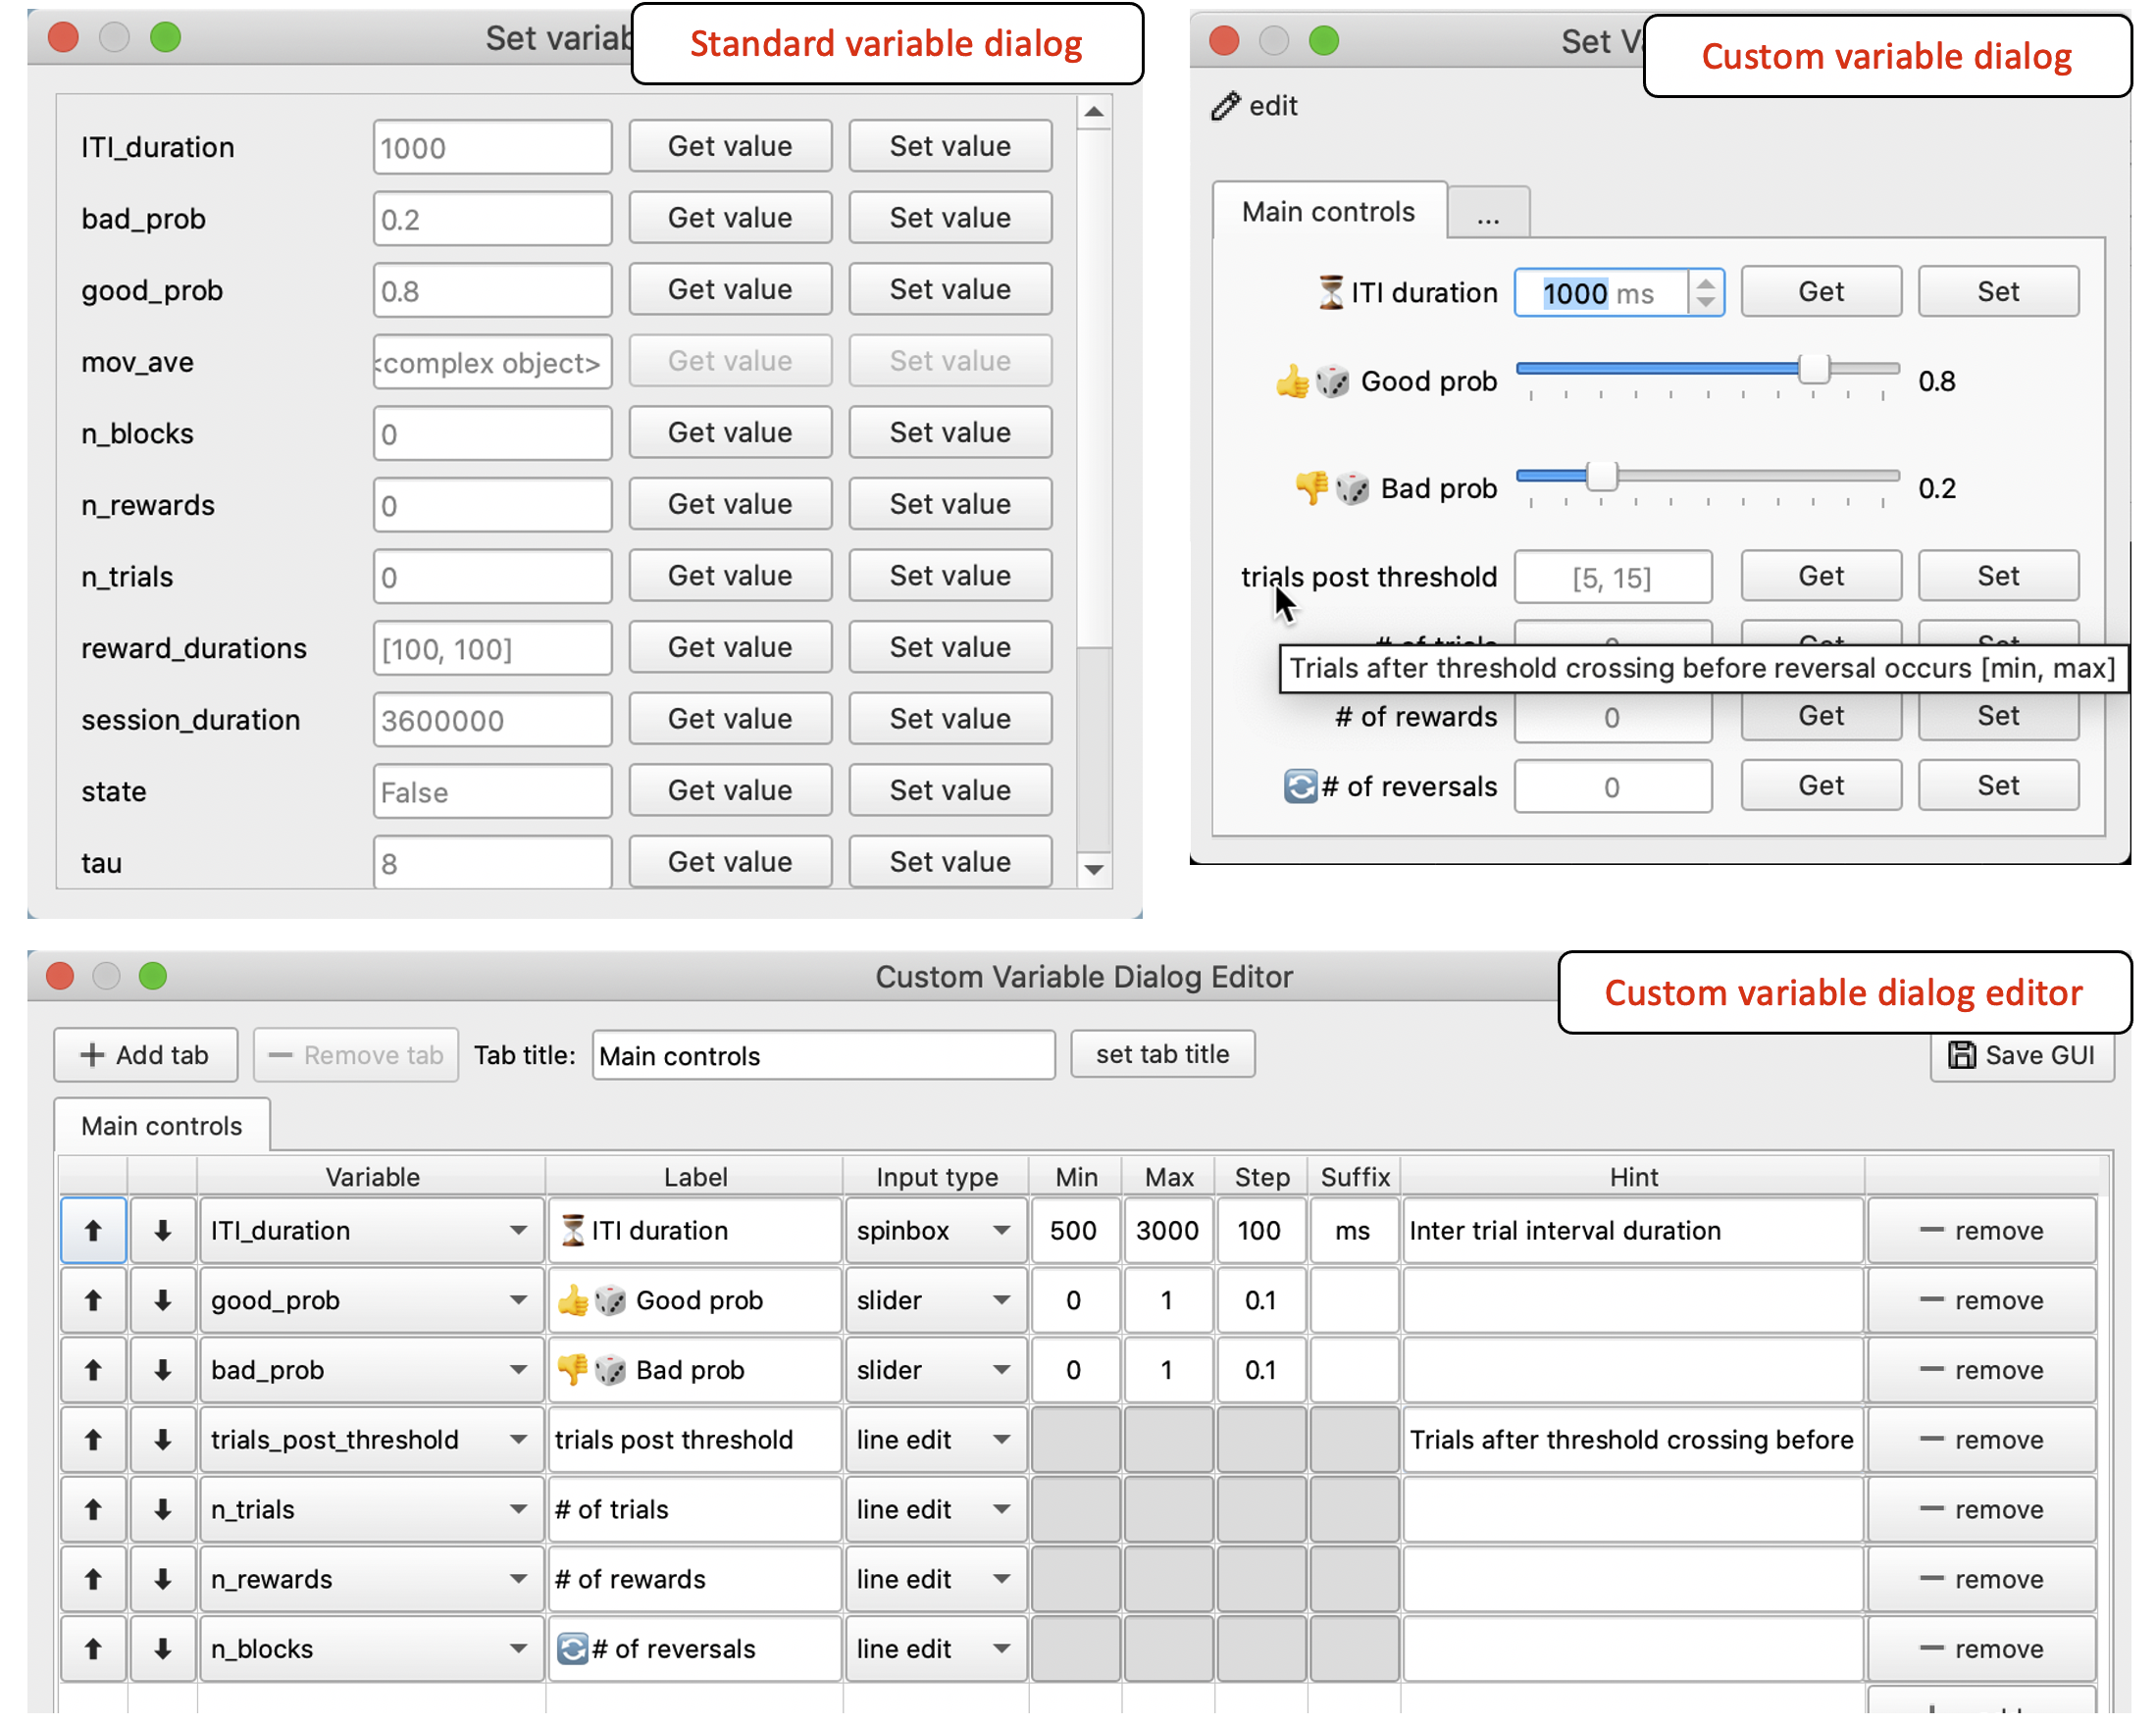 Set variab
Standard variable dialog
ITI_duration 1000 Get value Set value
bad_prob 0.2 Get value Set value
good_prob 0.8 Get value Set value
mov_ave <complex object> Get value Set value
n_blocks 0 Get value Set value
n_rewards 0 Get value Set value
n_trials 0 Get value Set value
reward_durations [100, 100] Get value Set value
session_duration 3600000 Get value Set value
state False Get value Set value
tau 8 Get value Set value
Set V
Custom variable dialog
edit
Main controls ...
ITI duration 1000 ms Get Set
Good prob 0.8
Bad prob 0.2
trials post threshold [5, 15] Get Set
# of trials 0 Get Set
Trials after threshold crossing before reversal occurs [min, max]
# of rewards 0 Get Set
# of reversals 0 Get Set
Custom Variable Dialog Editor
Custom variable dialog editor
Add tab Remove tab Tab title: Main controls set tab title Save GUI
Main controls
Variable Label Input type Min Max Step Suffix Hint
ITI_duration ITI duration spinbox 500 3000 100 ms Inter trial interval duration remove
good_prob Good prob slider 0 1 0.1 remove
bad_prob Bad prob slider 0 1 0.1 remove
trials_post_threshold trials post threshold line edit Trials after threshold crossing before remove
n_trials # of trials line edit remove
n_rewards # of rewards line edit remove
n_blocks # of reversals line edit remove